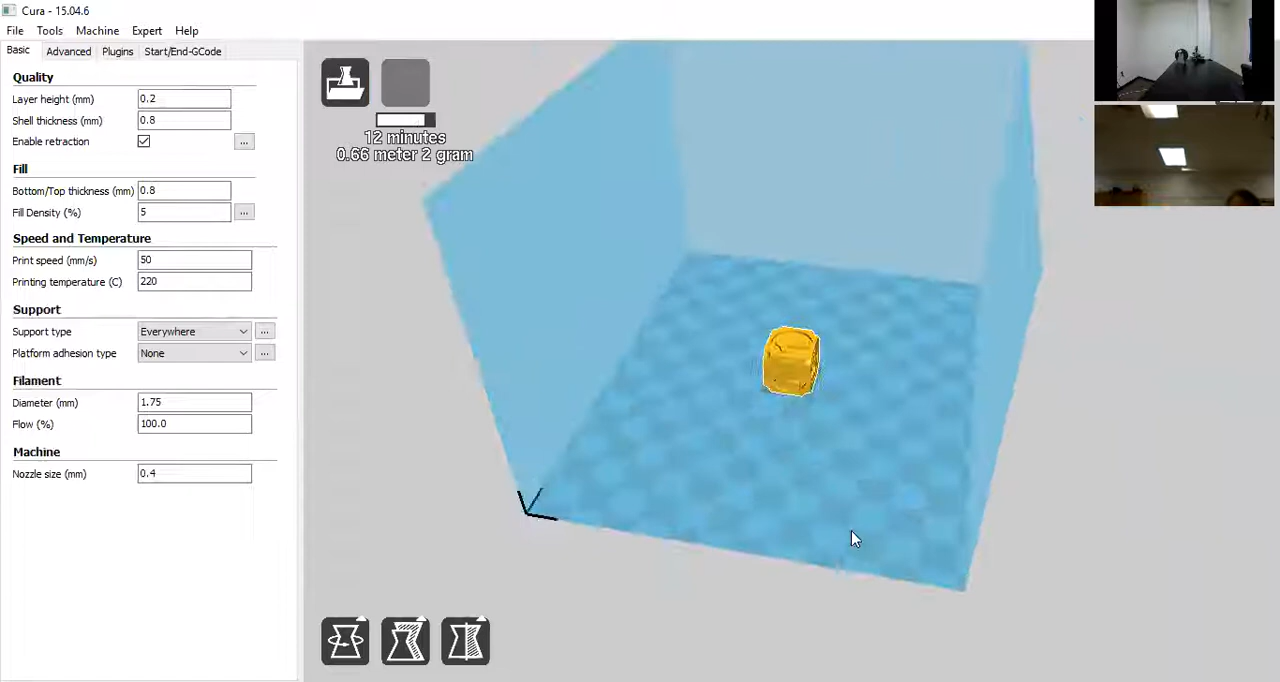 Cura - 15.04.6
File Tools Machine Expert Help
Basic Advanced Plugins Start/End-GCode
Quality
Layer height (mm) 0.2
Shell thickness (mm) 0.8
Enable retraction ...
Fill
Bottom/Top thickness (mm) 0.8
Fill Density (%) 5 ...
Speed and Temperature
Print speed (mm/s) 50
Printing temperature (C) 220
Support
Support type Everywhere ...
Platform adhesion type None ...
Filament
Diameter (mm) 1.75
Flow (%) 100.0
Machine
Nozzle size (mm) 0.4
12 minutes
0.66 meter 2 gram